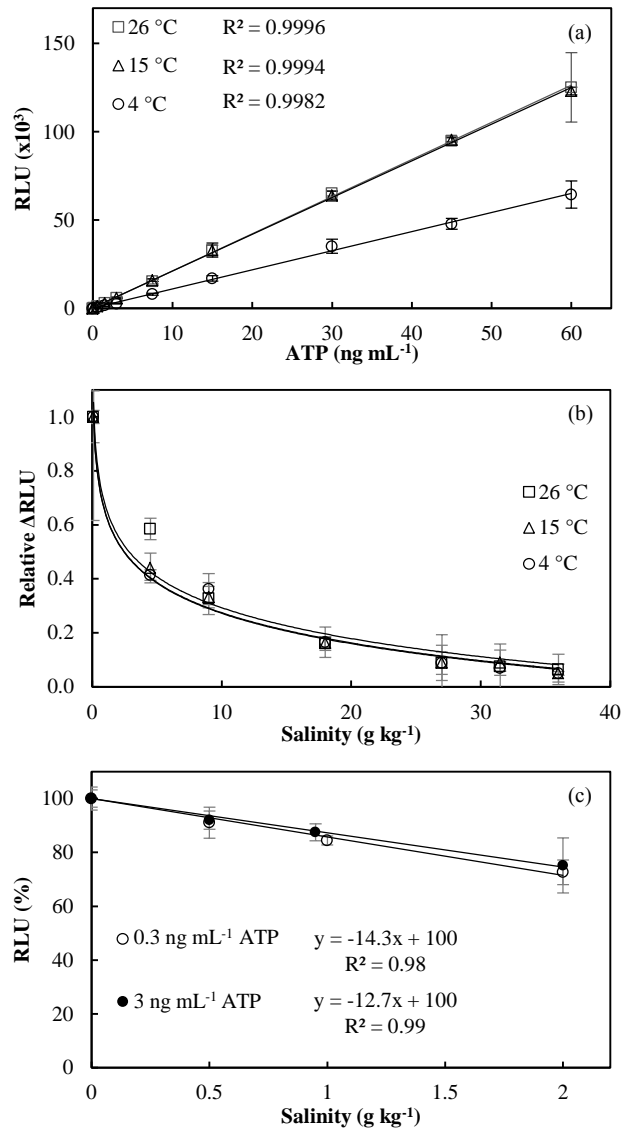 (a)
26 °C R² = 0.9996
15 °C R² = 0.9994
4 °C R² = 0.9982
RLU (x10³)
150
100
50
0
0 10 20 30 40 50 60
ATP (ng mL⁻¹)
(b)
Relative ΔRLU
1.0
0.8
0.6
0.4
0.2
0.0
26 °C
15 °C
4 °C
0 10 20 30 40
Salinity (g kg⁻¹)
(c)
RLU (%)
100
80
60
40
20
0
0.3 ng mL⁻¹ ATP y = -14.3x + 100
R² = 0.98
3 ng mL⁻¹ ATP y = -12.7x + 100
R² = 0.99
0 0.5 1 2
Salinity (g kg⁻¹)